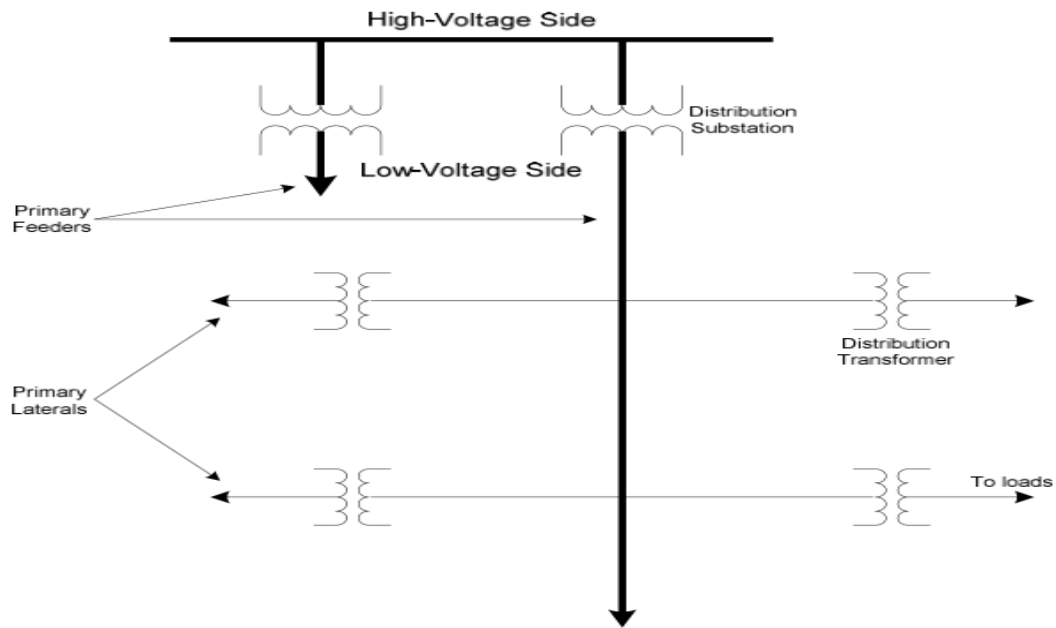 High-Voltage Side
Distribution
Substation
Low-Voltage Side
Primary
Feeders
Distribution
Transformer
Primary
Laterals
To loads